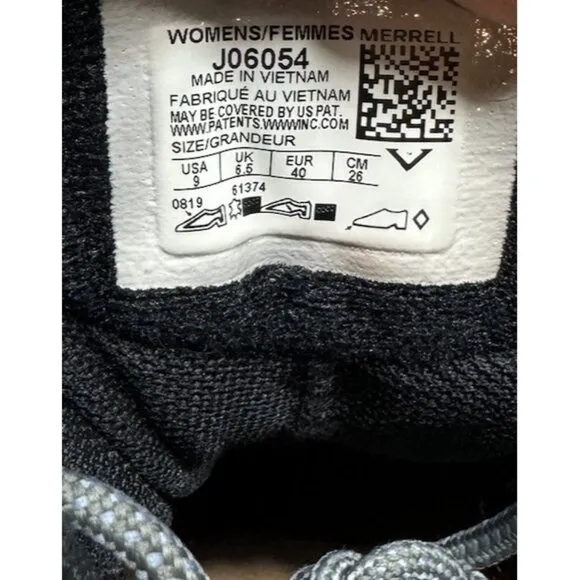 WOMENS/FEMMES MERRELL
J06054
MADE IN VIETNAM
FABRIQUÉ AU VIETNAM
MAY BE COVERED BY US PAT.
WWW.PATENTS.WWWINC.COM
SIZE/GRANDEUR
USA UK EUR CM
9 6.5 40 26
0819 61374